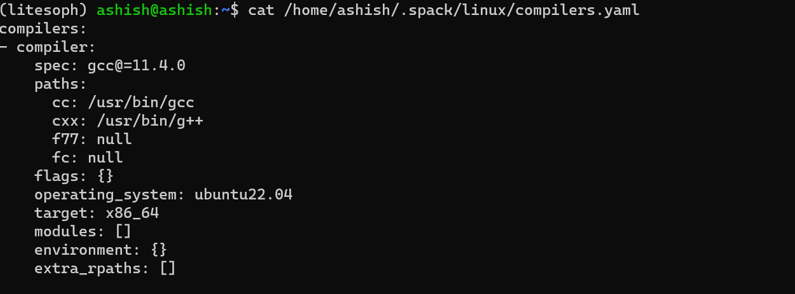 (litesoph) ashish@ashish:~$ cat /home/ashish/.spack/linux/compilers.yaml
compilers:
- compiler:
    spec: gcc@=11.4.0
    paths:
      cc: /usr/bin/gcc
      cxx: /usr/bin/g++
      f77: null
      fc: null
    flags: {}
    operating_system: ubuntu22.04
    target: x86_64
    modules: []
    environment: {}
    extra_rpaths: []